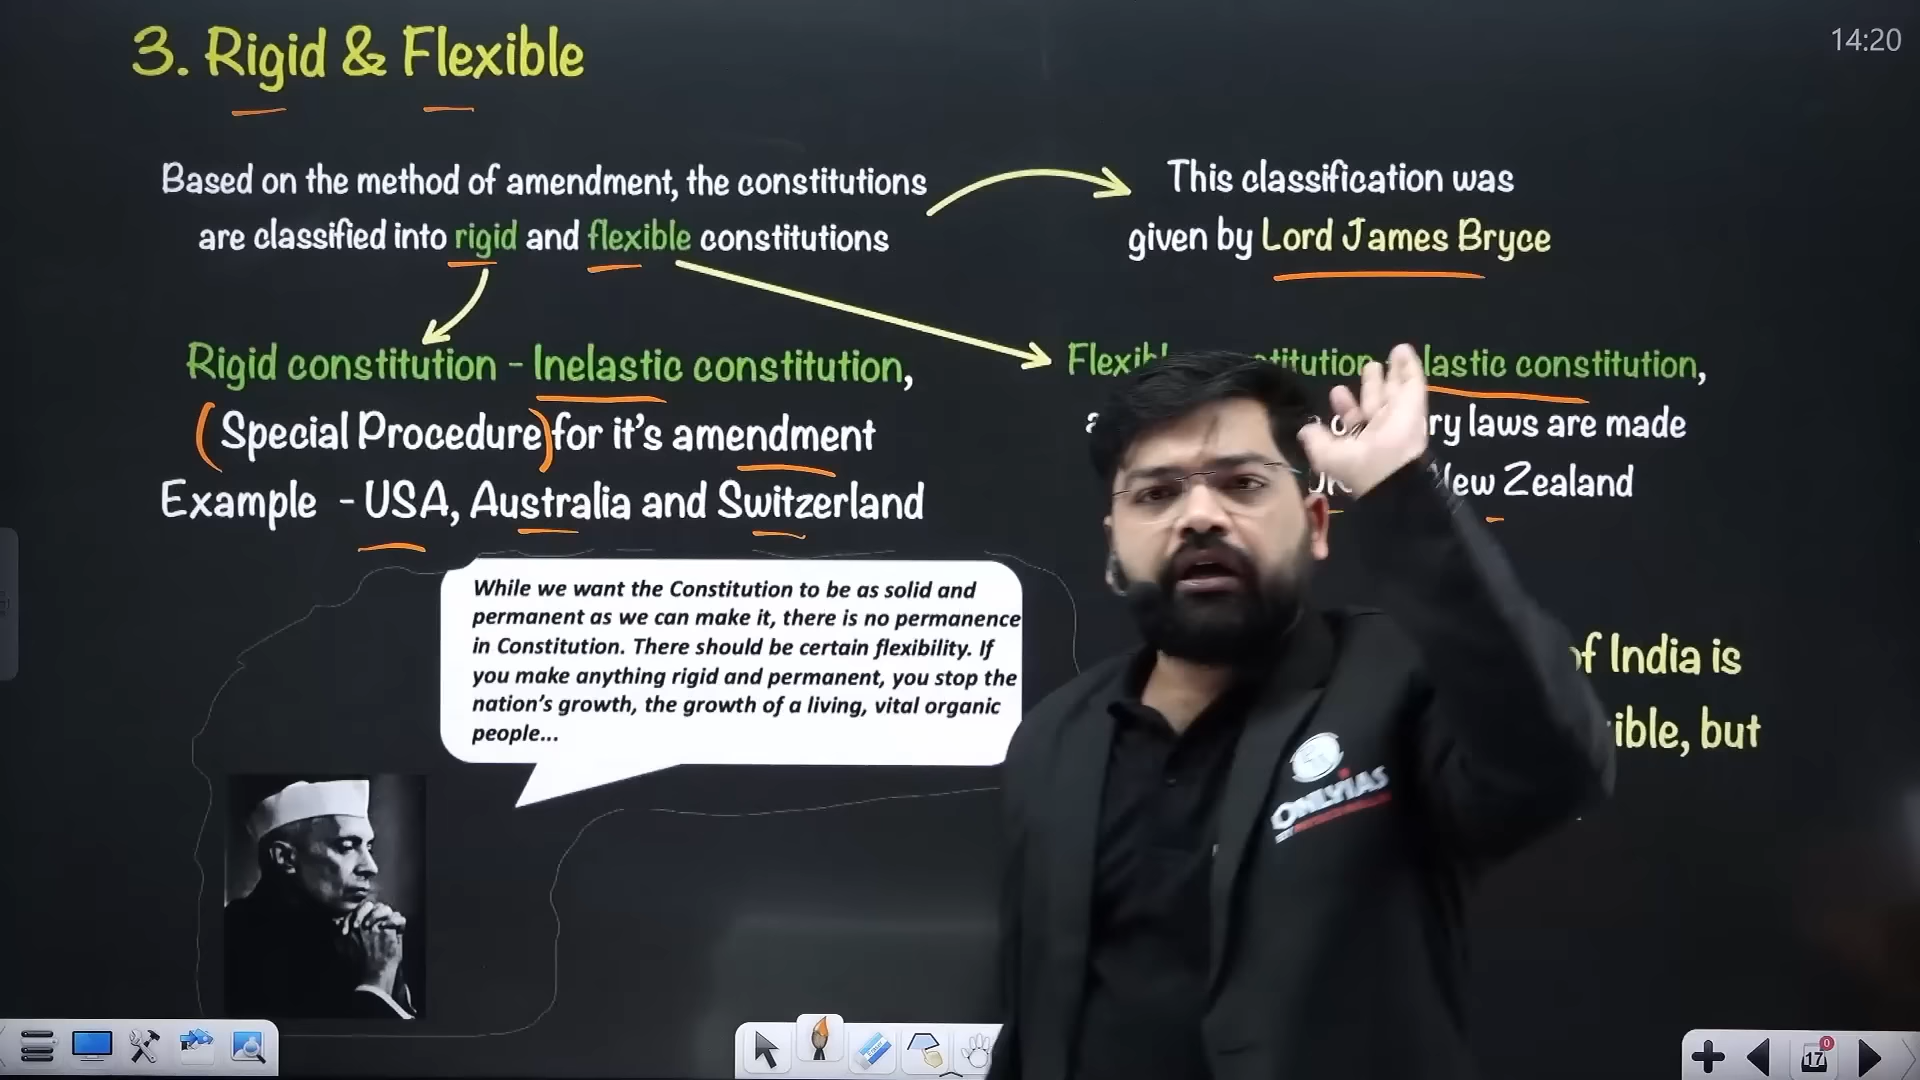 3. Rigid & Flexible
14:20
Based on the method of amendment, the constitutions
are classified into rigid and flexible constitutions
This classification was
given by Lord James Bryce
Rigid constitution - Inelastic constitution,
(Special Procedure) for it's amendment
Example - USA, Australia and Switzerland
lastic constitution,
laws are made
Zealand
While we want the Constitution to be as solid and
permanent as we can make it, there is no permanence
in Constitution. There should be certain flexibility. If
you make anything rigid and permanent, you stop the
nation's growth, the growth of a living, vital organic
people...
of India is
ible, but
ONLYIAS
17
0